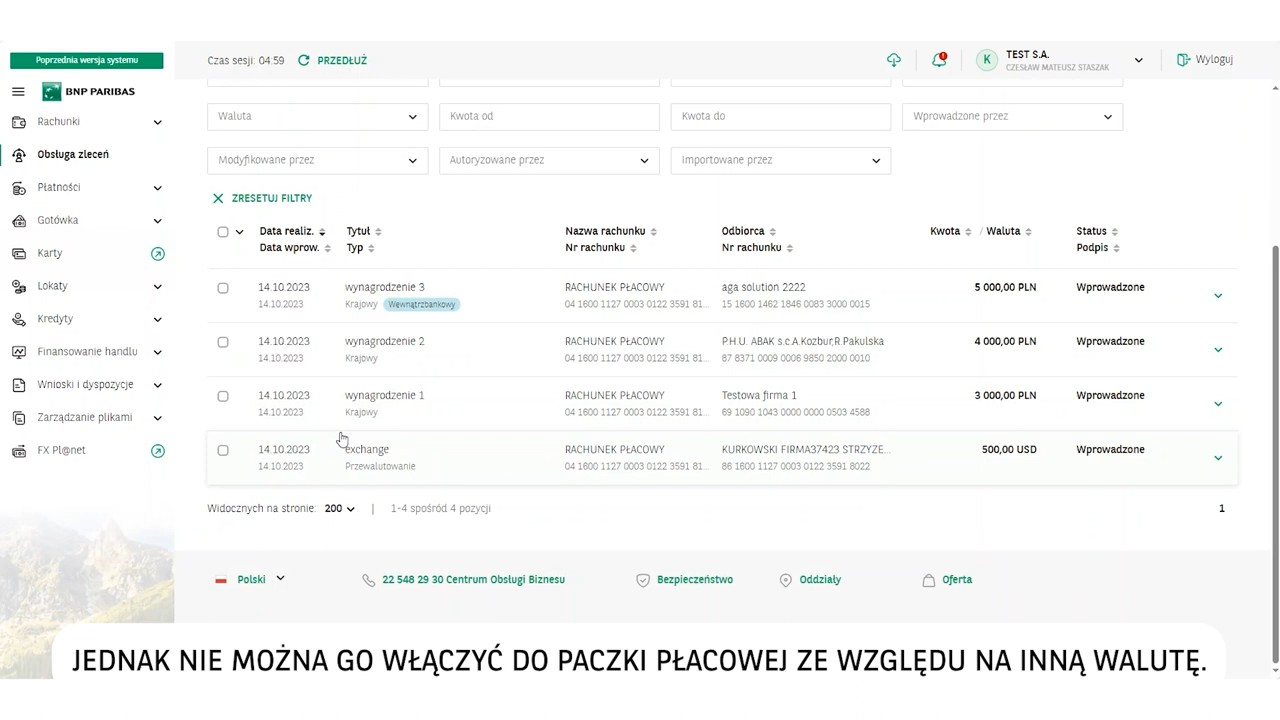 Poprzednia wersja systemu
Czas sesji: 04:59 PRZEDŁUŻ
K
TEST S.A.
CZESŁAW MATEUSZ STASZAK
Wyloguj
BNP PARIBAS
Rachunki
Obsługa zleceń
Płatności
Gotówka
Karty
Lokaty
Kredyty
Finansowanie handlu
Wnioski i dyspozycje
Zarządzanie plikami
FX Pl@net
Waluta Kwota od Kwota do Wprowadzone przez
Modyfikowane przez Autoryzowane przez Importowane przez
ZRESETUJ FILTRY
Data realiz. Tytuł Nazwa rachunku Odbiorca Kwota / Waluta Status
Data wprow. Typ Nr rachunku Nr rachunku Podpis
14.10.2023 wynagrodzenie 3 RACHUNEK PŁACOWY aga solution 2222 5 000,00 PLN Wprowadzone
14.10.2023 Krajowy Wewnątrzbankowy 04 1600 1127 0003 0122 3591 81... 15 1600 1462 1846 0083 3000 0015
14.10.2023 wynagrodzenie 2 RACHUNEK PŁACOWY P.H.U. ABAK s.c.A.Kozbur,R.Pakulska 4 000,00 PLN Wprowadzone
14.10.2023 Krajowy 04 1600 1127 0003 0122 3591 81... 87 8371 0009 0006 9850 2000 0010
14.10.2023 wynagrodzenie 1 RACHUNEK PŁACOWY Testowa firma 1 3 000,00 PLN Wprowadzone
14.10.2023 Krajowy 04 1600 1127 0003 0122 3591 81... 69 1090 1043 0000 0000 0503 4588
14.10.2023 exchange RACHUNEK PŁACOWY KURKOWSKI FIRMA37423 STRZYŻE... 500,00 USD Wprowadzone
14.10.2023 Przewalutowanie 04 1600 1127 0003 0122 3591 81... 86 1600 1127 0003 0122 3591 8022
Widocznych na stronie: 200 | 1-4 spośród 4 pozycji 1
Polski 22 548 29 30 Centrum Obsługi Biznesu Bezpieczeństwo Oddziały Oferta
JEDNAK NIE MOŻNA GO WŁĄCZYĆ DO PACZKI PŁACOWEJ ZE WZGLĘDU NA INNĄ WALUTĘ.